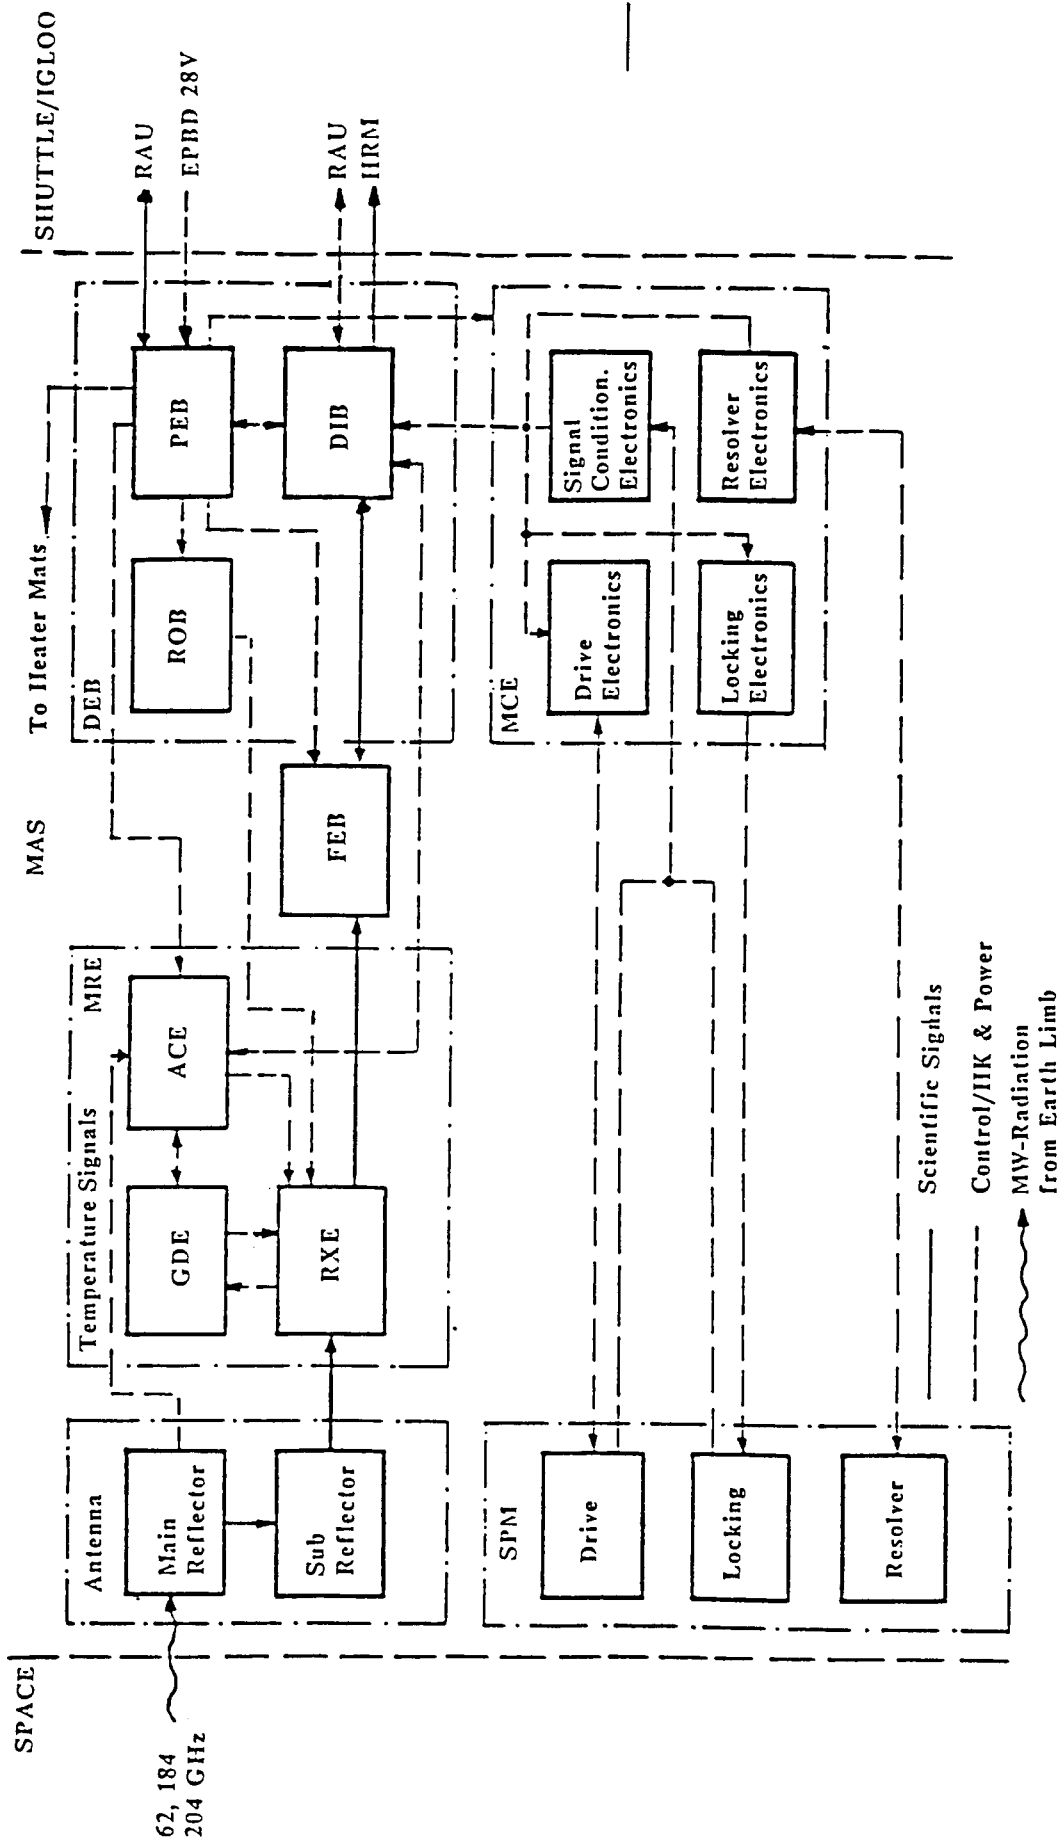 SPACE
MAS
SHUTTLE/IGLOO
62, 184
204 GHz
Antenna
Main
Reflector
Sub
Reflector
Temperature Signals
MRE
GDE
ACE
RXE
FEB
To Heater Mats
DEB
ROB
PEB
DIB
RAU
EPBD 28V
RAU
HRM
SPM
Drive
Locking
Resolver
MCE
Drive
Electronics
Signal
Condition.
Electronics
Locking
Electronics
Resolver
Electronics
Scientific Signals
Control/HK & Power
MW-Radiation
from Earth Limb